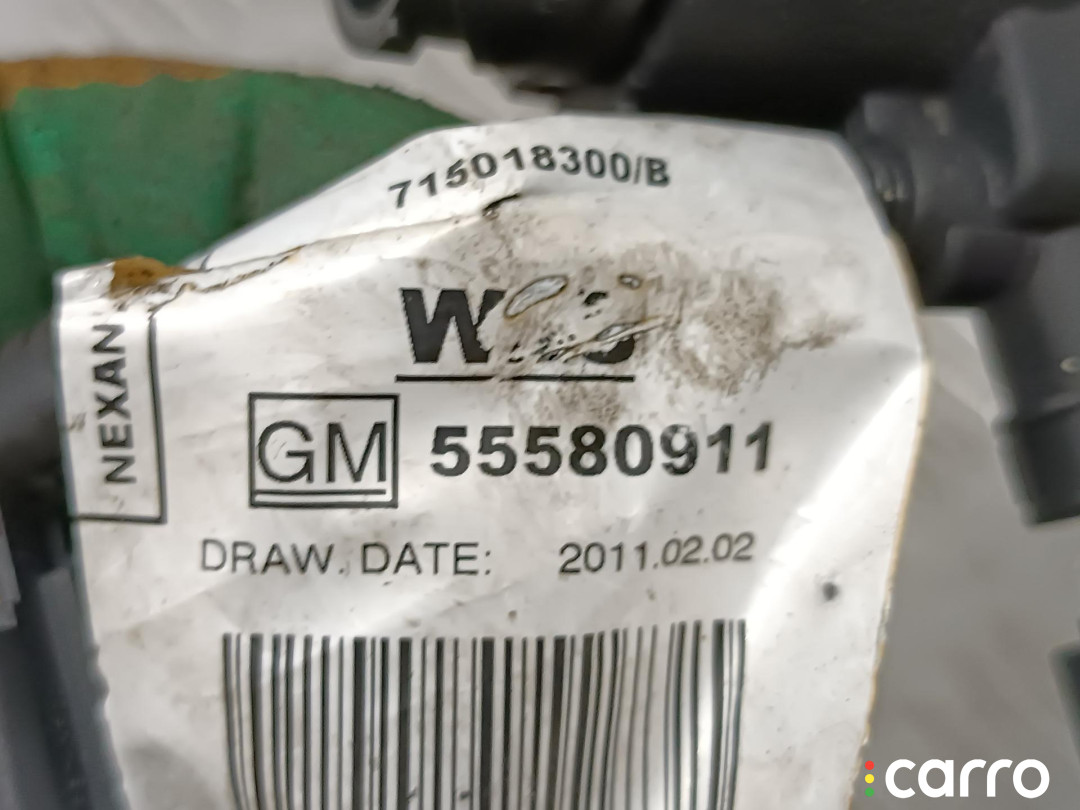 715018300/B
NEXAN
GM 55580911
DRAW. DATE: 2011.02.02
carro